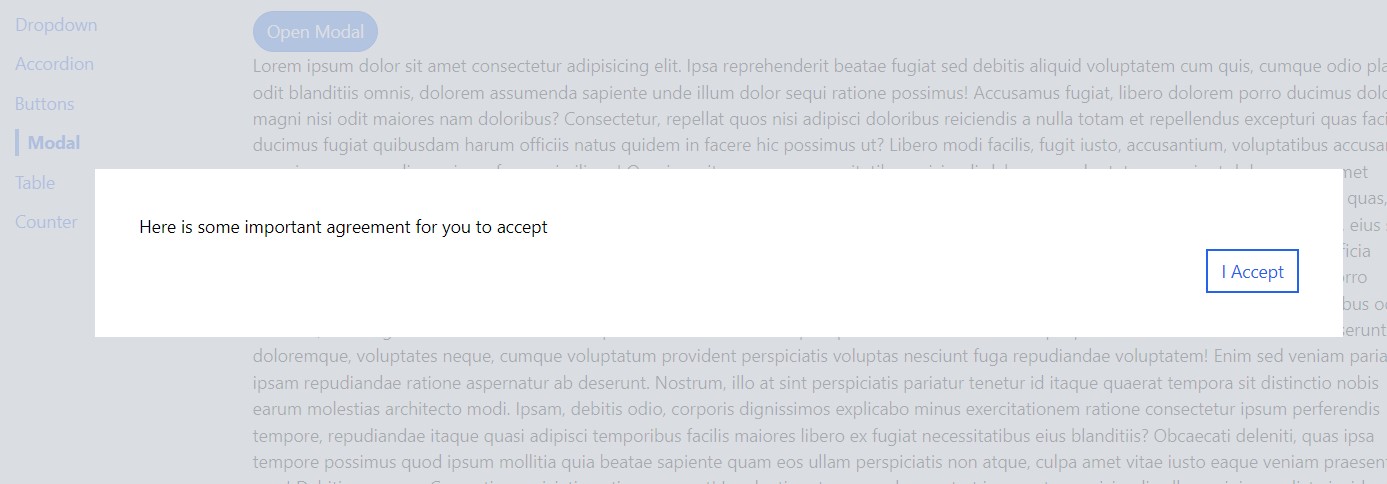 Dropdown
Accordion
Buttons
Modal
Table
Counter
Open Modal
Lorem ipsum dolor sit amet consectetur adipisicing elit. Ipsa reprehenderit beatae fugiat sed debitis aliquid voluptatem cum quis, cumque odio
odit blanditiis omnis, dolorem assumenda sapiente unde illum dolor sequi ratione possimus! Accusamus fugiat, libero dolorem porro ducimus
magni nisi odit maiores nam doloribus? Consectetur, repellat quos nisi adipisci doloribus reiciendis a nulla totam et repellendus excepturi quas
ducimus fugiat quibusdam harum officiis natus quidem in facere hic possimus ut? Libero modi facilis, fugit iusto, accusantium, voluptatibus
quas,
eius
Here is some important agreement for you to accept
I Accept
doloremque, voluptates neque, cumque voluptatum provident perspiciatis voluptas nesciunt fuga repudiandae voluptatem! Enim sed veniam
ipsam repudiandae ratione aspernatur ab deserunt. Nostrum, illo at sint perspiciatis pariatur tenetur id itaque quaerat tempora sit distinctio nobis
earum molestias architecto modi. Ipsam, debitis odio, corporis dignissimos explicabo minus exercitationem ratione consectetur ipsum perferendis
tempore, repudiandae itaque quasi adipisci temporibus facilis maiores libero ex fugiat necessitatibus eius blanditiis? Obcaecati deleniti, quas ipsa
tempore possimus quod ipsum mollitia quia beatae sapiente quam eos ullam perspiciatis non atque, culpa amet vitae iusto eaque veniam